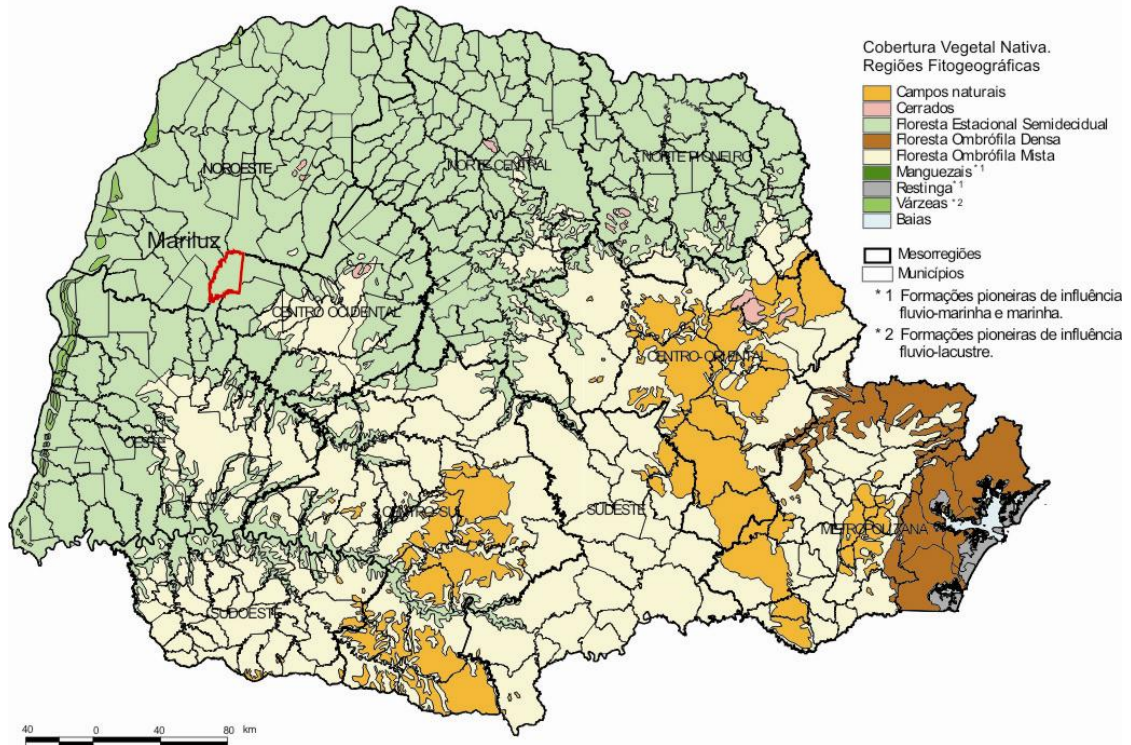 Cobertura Vegetal Nativa.
Regiões Fitogeográficas
Campos naturais
Cerrados
Floresta Estacional Semidecidual
Floresta Ombrófila Densa
Floresta Ombrófila Mista
Manguezais *1
Restinga *1
Várzeas *2
Baias
Mesorregiões
Municípios
* 1 Formações pioneiras de influência
fluvio-marinha e marinha.
* 2 Formações pioneiras de influência
fluvio-lacustre.
NOROESTE
NORTE CENTRAL
NORTE PIONEIRO
Mariluz
CENTRO OCIDENTAL
CENTRO-ORIENTAL
OESTE
CENTRO-SUL
SUDESTE
METROPOLITANA
SUDOESTE
40 0 40 80 km